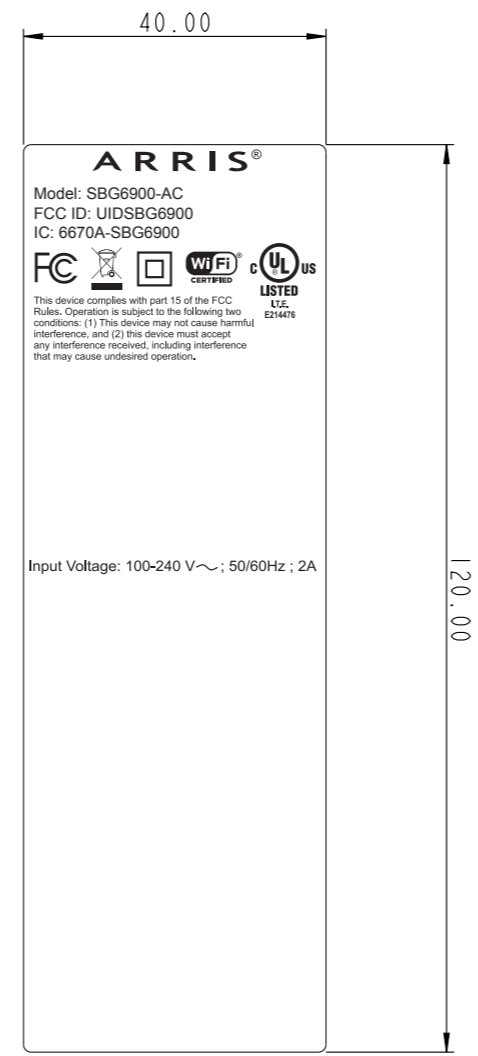 40.00
ARRIS®
Model: SBG6900-AC
FCC ID: UIDSBG6900
IC: 6670A-SBG6900
FC Wi Fi® CERTIFIED c UL US
LISTED
I.T.E.
E214476
This device complies with part 15 of the FCC
Rules. Operation is subject to the following two
conditions: (1) This device may not cause harmful
interference, and (2) this device must accept
any interference received, including interference
that may cause undesired operation.
Input Voltage: 100-240 V～; 50/60Hz ; 2A
120.00